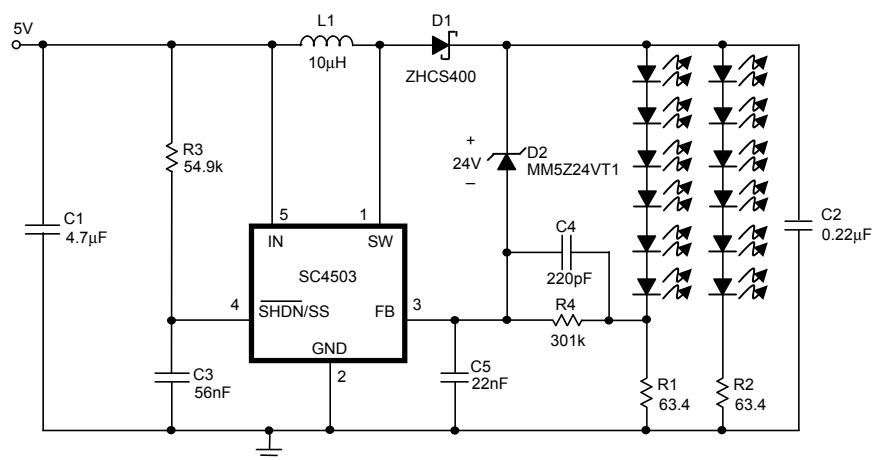 5V
L1
10μH
D1
ZHCS400
R3
54.9k
+
24V
–
D2
MM5Z24VT1
C1
4.7μF
5
1
IN
SW
C4
220pF
C2
0.22μF
SC4503
4
SHDN/SS
FB
3
R4
301k
GND
2
C3
56nF
C5
22nF
R1
63.4
R2
63.4